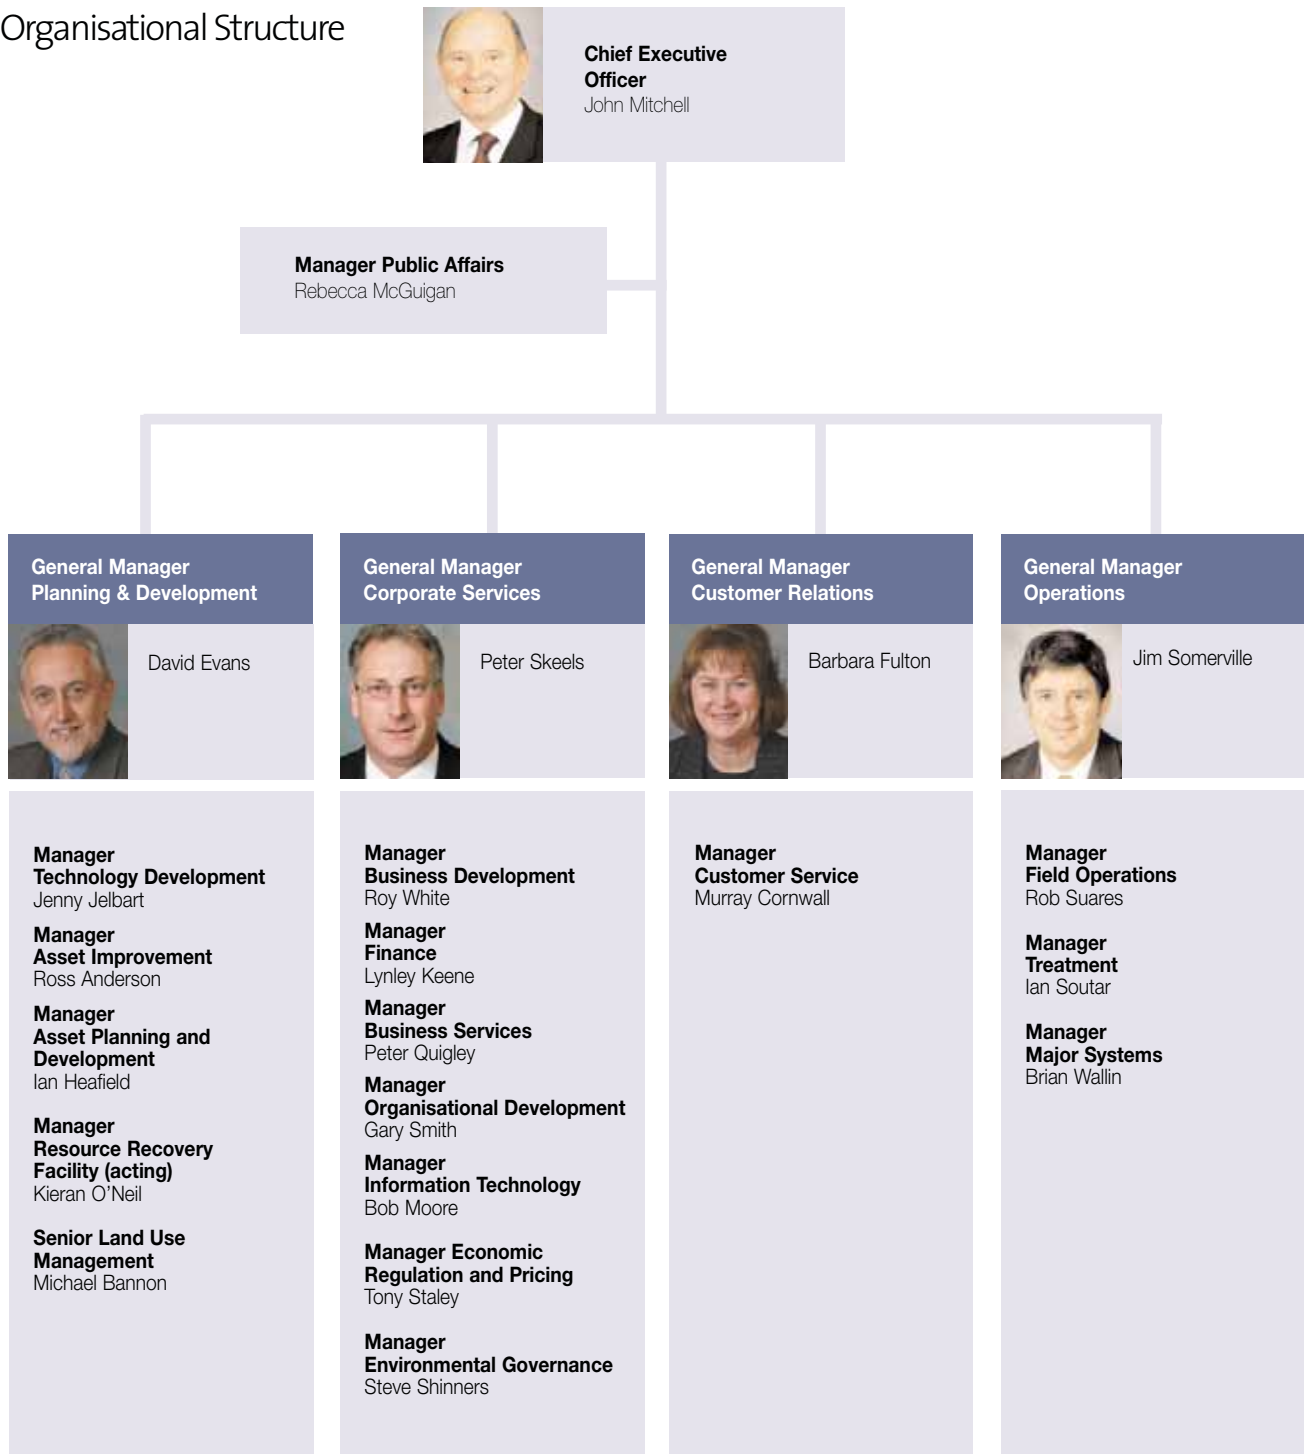 Organisational Structure
Chief Executive
Officer
John Mitchell
Manager Public Affairs
Rebecca McGuigan
General Manager
Planning & Development
David Evans
Manager
Technology Development
Jenny Jelbart
Manager
Asset Improvement
Ross Anderson
Manager
Asset Planning and
Development
Ian Heafield
Manager
Resource Recovery
Facility (acting)
Kieran O’Neil
Senior Land Use
Management
Michael Bannon
General Manager
Corporate Services
Peter Skeels
Manager
Business Development
Roy White
Manager
Finance
Lynley Keene
Manager
Business Services
Peter Quigley
Manager
Organisational Development
Gary Smith
Manager
Information Technology
Bob Moore
Manager Economic
Regulation and Pricing
Tony Staley
Manager
Environmental Governance
Steve Shinners
General Manager
Customer Relations
Barbara Fulton
Manager
Customer Service
Murray Cornwall
General Manager
Operations
Jim Somerville
Manager
Field Operations
Rob Suares
Manager
Treatment
Ian Soutar
Manager
Major Systems
Brian Wallin